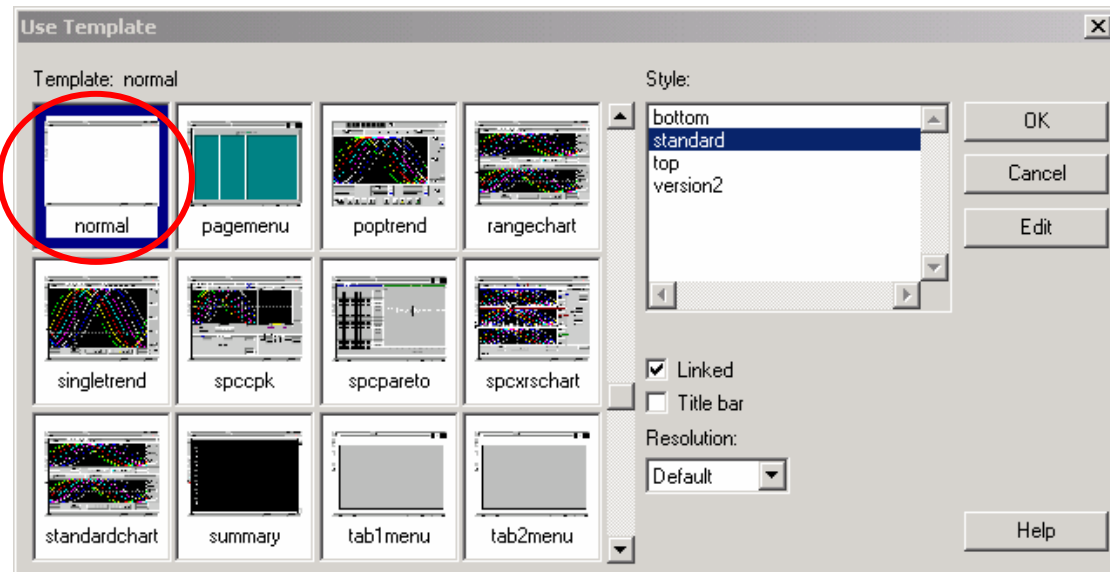 Use Template
Template: normal
normal
pagemenu
poptrend
rangechart
singletrend
spccpk
spcpareto
spcxrschart
standardchart
summary
tab1menu
tab2menu
Style:
bottom
standard
top
version2
Linked
Title bar
Resolution:
Default
OK
Cancel
Edit
Help